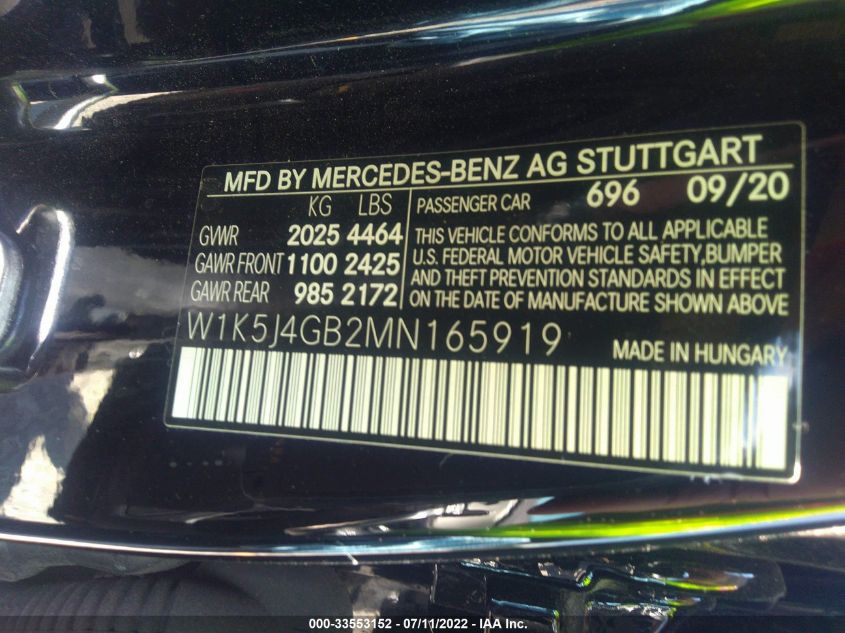 MFD BY MERCEDES-BENZ AG STUTTGART
KG LBS
GVWR 2025 4464
GAWR FRONT 1100 2425
GAWR REAR 985 2172
PASSENGER CAR 696 09/20
THIS VEHICLE CONFORMS TO ALL APPLICABLE
U.S. FEDERAL MOTOR VEHICLE SAFETY,BUMPER
AND THEFT PREVENTION STANDARDS IN EFFECT
ON THE DATE OF MANUFACTURE SHOWN ABOVE
W1K5J4GB2MN165919
MADE IN HUNGARY
000-33553152 - 07/11/2022 - IAA Inc.